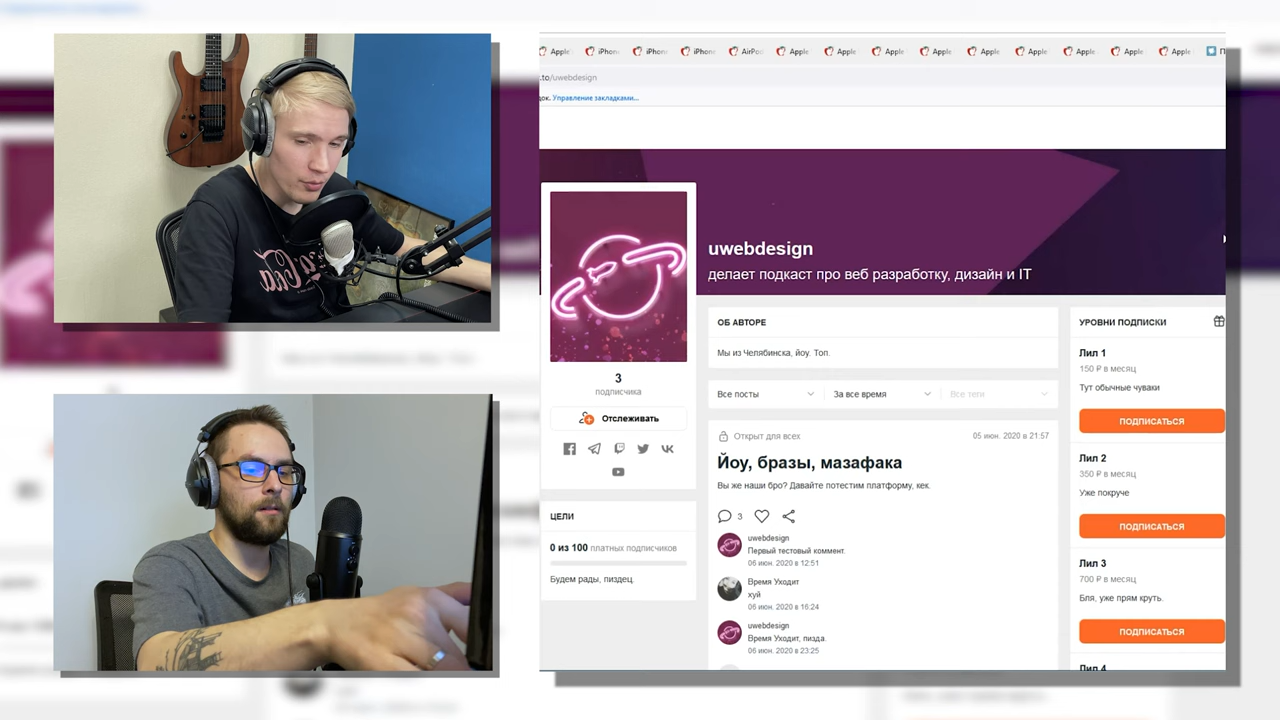 Apple
iPhon
iPhon
iPhon
AirPo
Apple
Apple
Apple
Apple
Apple
Apple
Apple
Apple
Apple
П
.to/uwebdesign
док. Управление закладками...
uwebdesign
делает подкаст про веб разработку, дизайн и IT
3
подписчика
Отслеживать
ЦЕЛИ
0 из 100 платных подписчиков
Будем рады, пиздец.
ОБ АВТОРЕ
Мы из Челябинска, йоу. Топ.
Все посты
За все время
Все теги
Открыт для всех
05 июн. 2020 в 21:57
Йоу, бразы, мазафака
Вы же наши бро? Давайте потестим платформу, кек.
3
uwebdesign
Первый тестовый коммент.
06 июн. 2020 в 12:51
Время Уходит
хуй
06 июн. 2020 в 16:24
uwebdesign
Время Уходит, пизда.
06 июн. 2020 в 23:25
УРОВНИ ПОДПИСКИ
Лил 1
150 ₽ в месяц
Тут обычные чуваки
ПОДПИСАТЬСЯ
Лил 2
350 ₽ в месяц
Уже покруче
ПОДПИСАТЬСЯ
Лил 3
700 ₽ в месяц
Бля, уже прям круть.
ПОДПИСАТЬСЯ
Лил 4